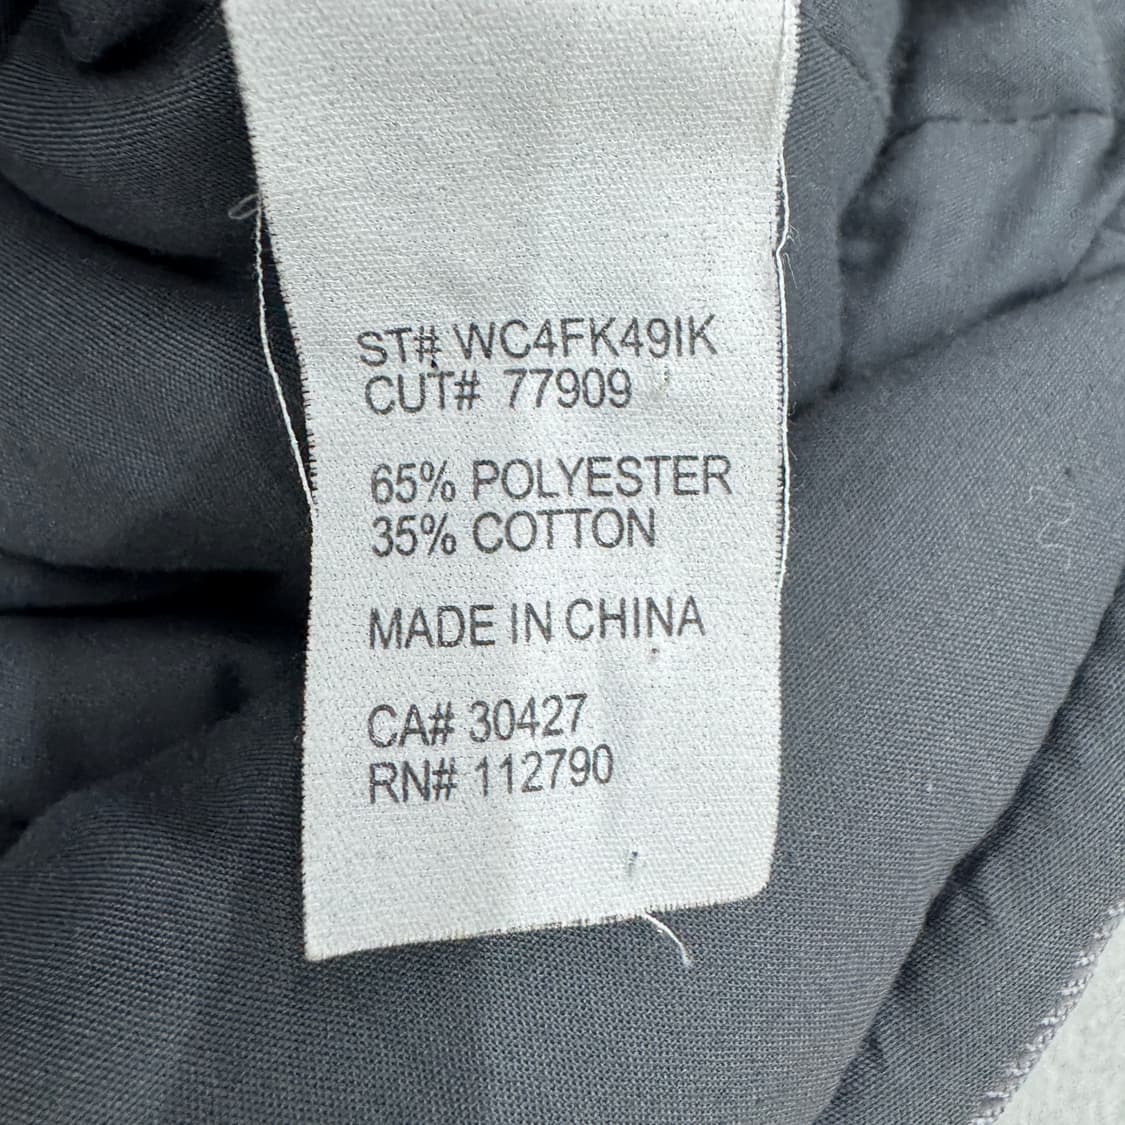 ST# WC4FK49IK
CUT# 77909
65% POLYESTER
35% COTTON
MADE IN CHINA
CA# 30427
RN# 112790